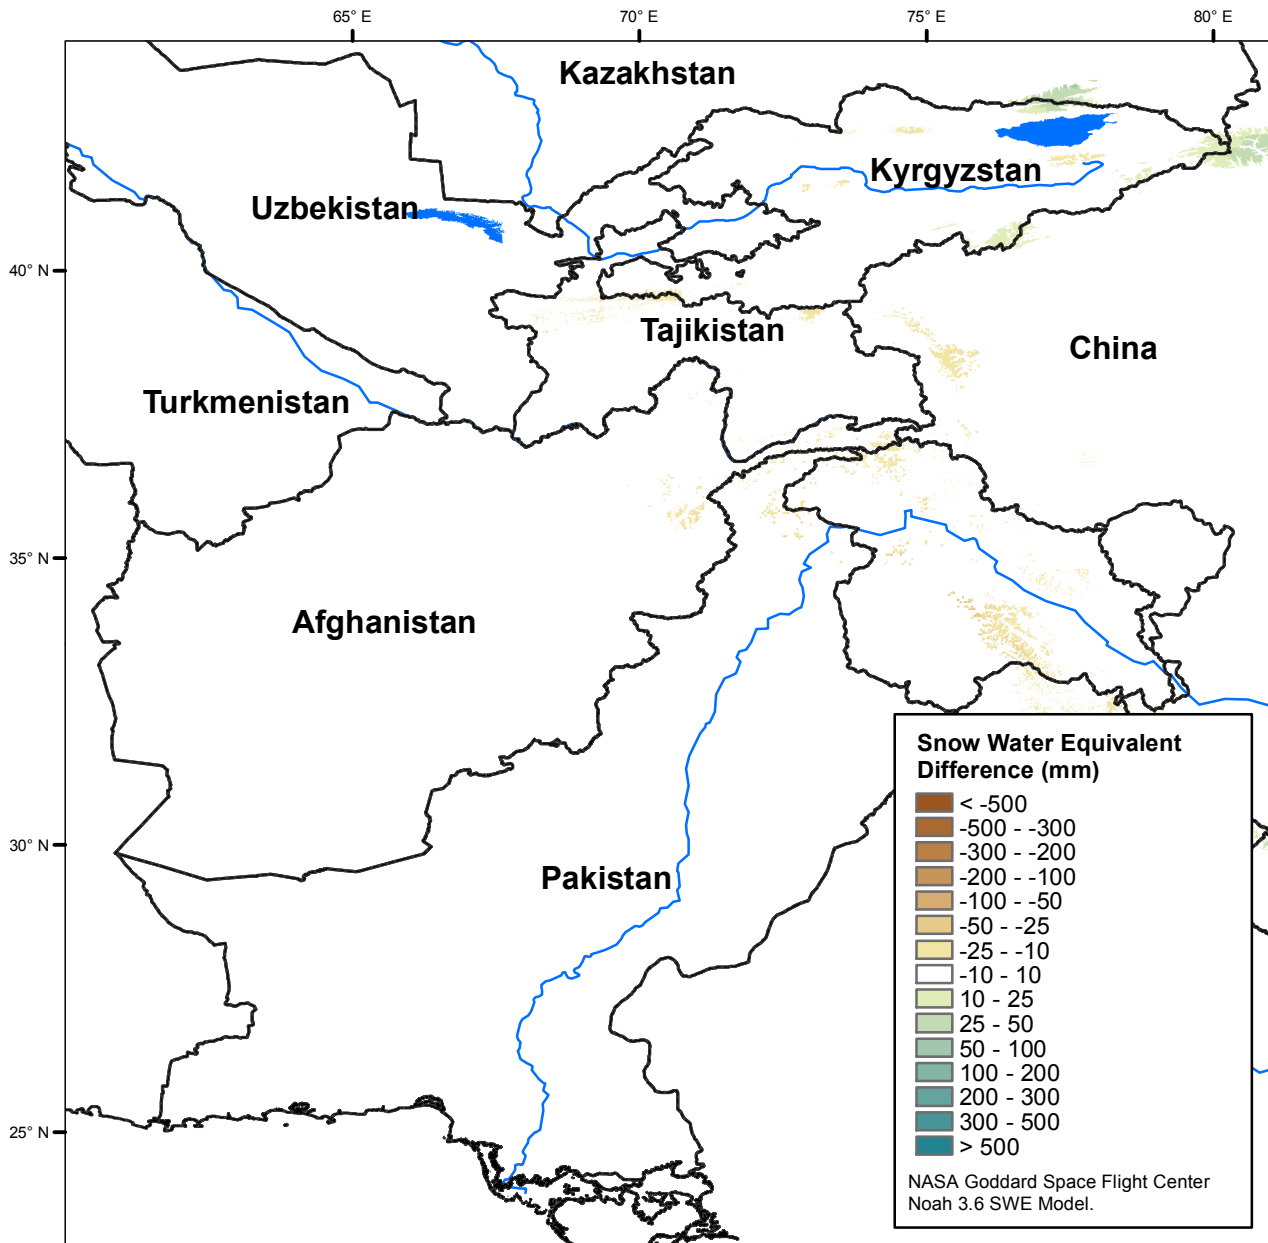 65° E
70° E
75° E
80° E
Kazakhstan
Kyrgyzstan
Uzbekistan
40° N
Tajikistan
China
Turkmenistan
35° N
Afghanistan
30° N
Pakistan
25° N
Snow Water Equivalent
Difference (mm)
< -500
-500 - -300
-300 - -200
-200 - -100
-100 - -50
-50 - -25
-25 - -10
-10 - 10
10 - 25
25 - 50
50 - 100
100 - 200
200 - 300
300 - 500
> 500
NASA Goddard Space Flight Center
Noah 3.6 SWE Model.